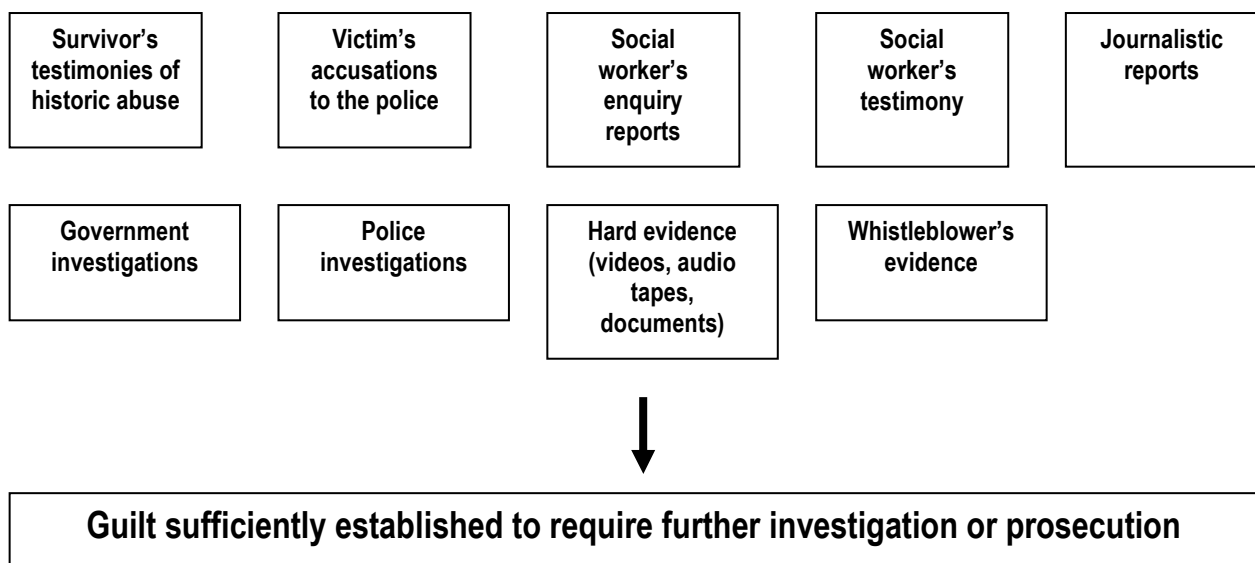 Survivor’s
testimonies of
historic abuse
Victim’s
accusations
to the police
Social
worker’s
enquiry
reports
Social
worker’s
testimony
Journalistic
reports
Government
investigations
Police
investigations
Hard evidence
(videos, audio
tapes,
documents)
Whistleblower’s
evidence
Guilt sufficiently established to require further investigation or prosecution